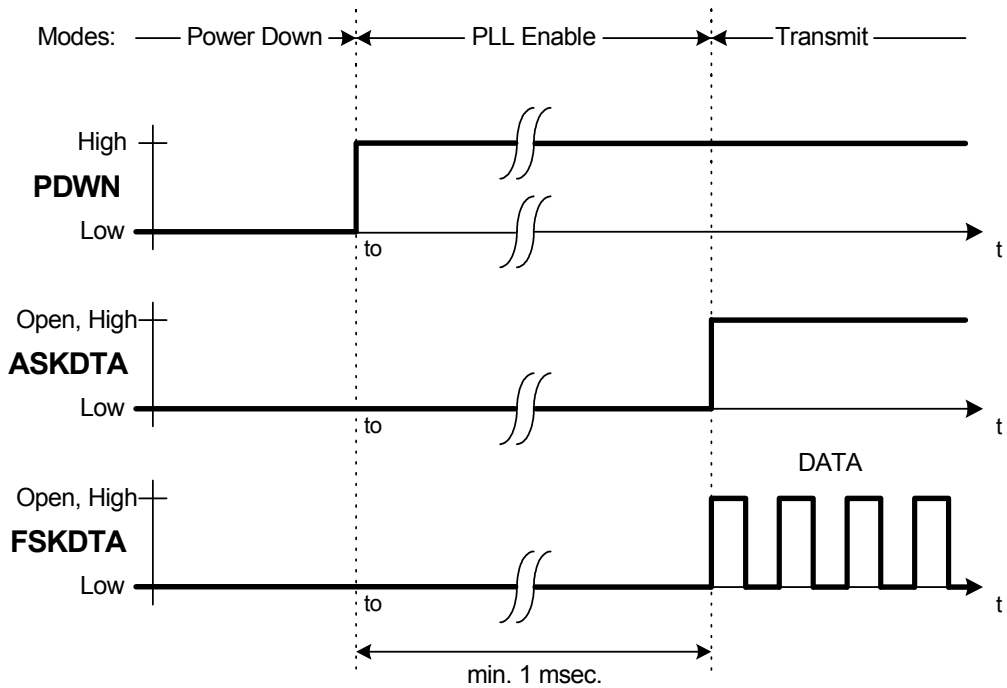 Modes: Power Down PLL Enable Transmit
High
PDWN
Low
to
t
Open, High
ASKDTA
Low
to
t
DATA
Open, High
FSKDTA
Low
to
t
min. 1 msec.